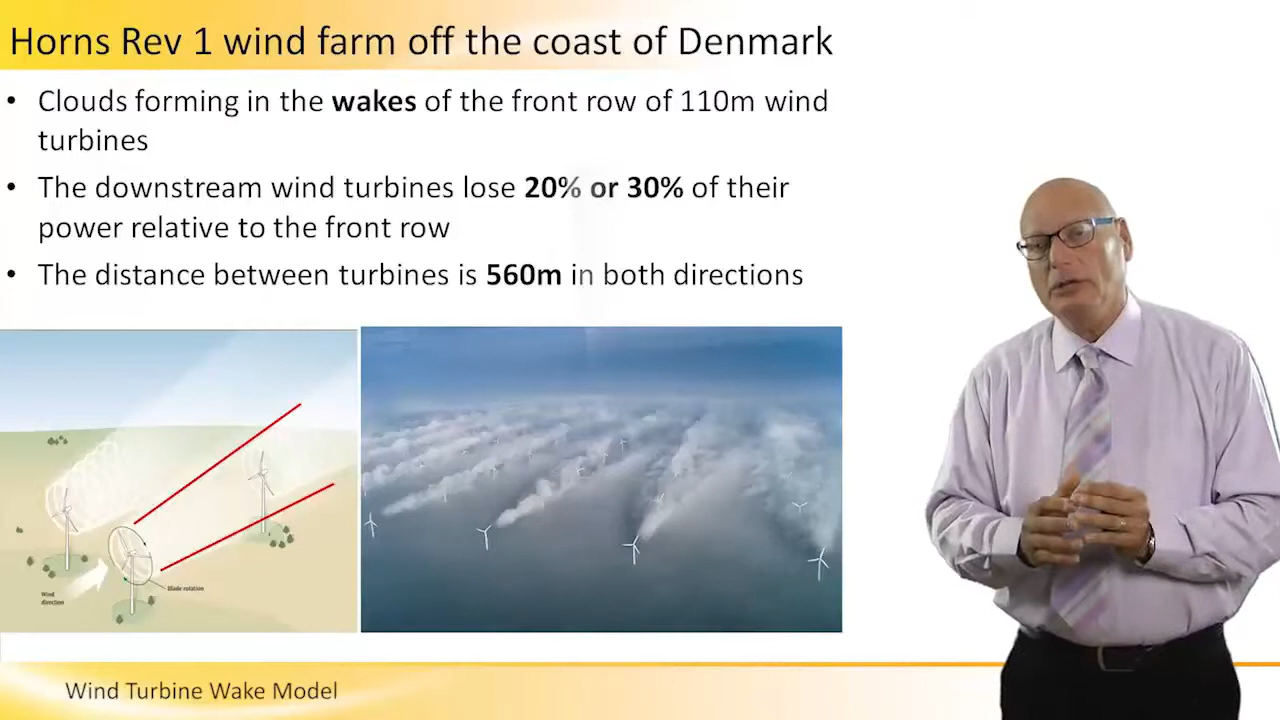 Horns Rev 1 wind farm off the coast of Denmark
• Clouds forming in the wakes of the front row of 110m wind
turbines
• The downstream wind turbines lose 20% or 30% of their
power relative to the front row
• The distance between turbines is 560m in both directions
Wind
direction
Blade rotation
Wind Turbine Wake Model